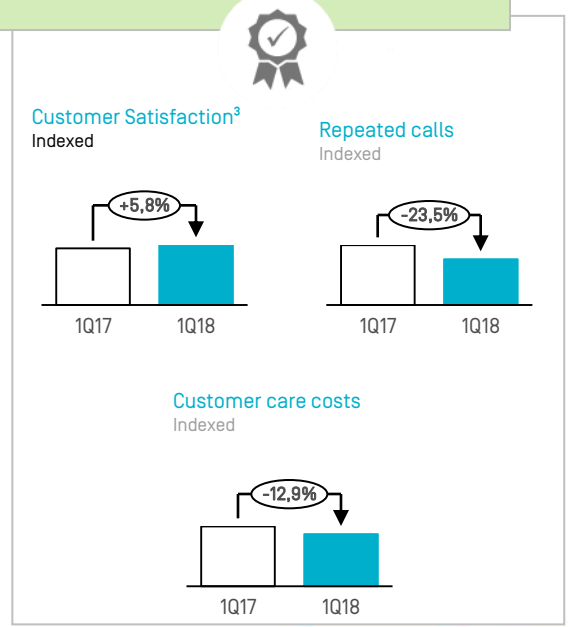 Customer Satisfaction³
Indexed
+5,8%
1Q17 1Q18
Repeated calls
Indexed
-23,5%
1Q17 1Q18
Customer care costs
Indexed
-12,9%
1Q17 1Q18